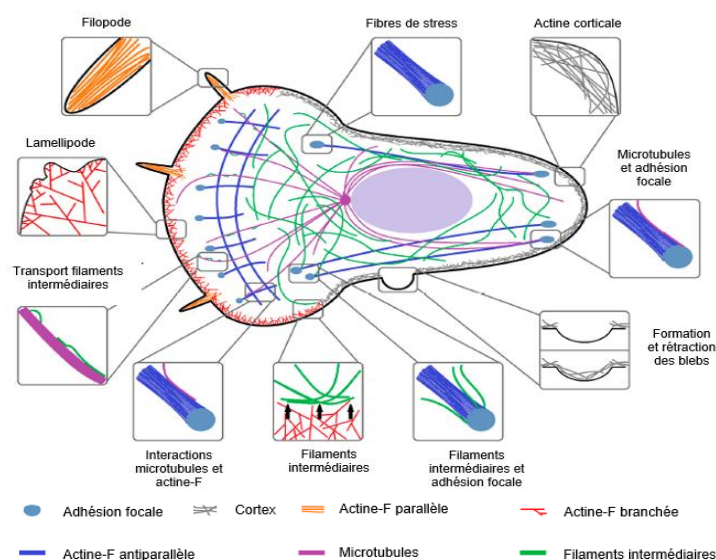 Filopode
Fibres de stress
Actine corticale
Lamellipode
Microtubules
et adhésion
focale
Transport filaments
intermédiaires
Formation
et rétraction
des blebs
Interactions
microtubules et
actine-F
Filaments
intermédiaires
Filaments
intermédiaires et
adhésion focale
Adhésion focale
Cortex
Actine-F parallèle
Actine-F branchée
Actine-F antiparallèle
Microtubules
Filaments intermédiaires